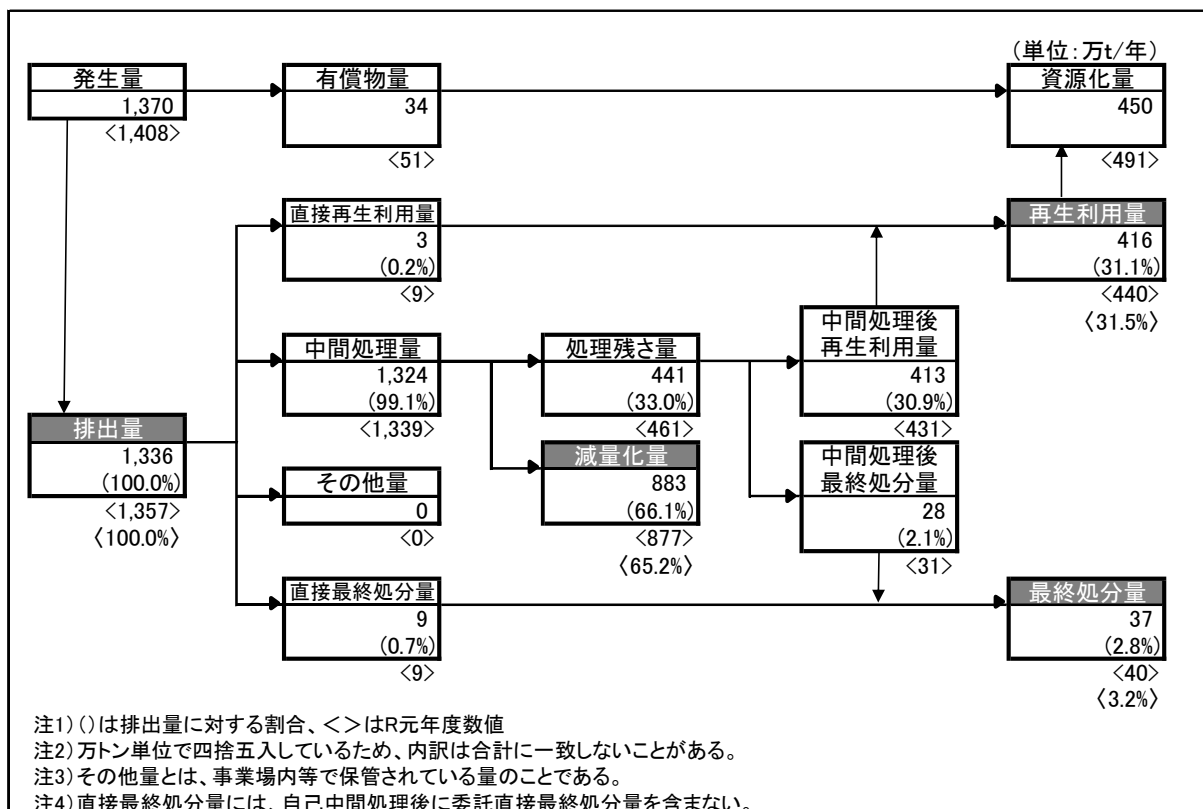 (単位:万t/年)
発生量
1,370
<1,408>
有償物量
34
<51>
資源化量
450
<491>
直接再生利用量
3
(0.2%)
<9>
再生利用量
416
(31.1%)
<440>
〈31.5%〉
中間処理量
1,324
(99.1%)
<1,339>
処理残さ量
441
(33.0%)
<461>
中間処理後
再生利用量
413
(30.9%)
<431>
排出量
1,336
(100.0%)
<1,357>
〈100.0%〉
減量化量
883
(66.1%)
<877>
〈65.2%〉
中間処理後
最終処分量
28
(2.1%)
<31>
その他量
0
<0>
直接最終処分量
9
(0.7%)
<9>
最終処分量
37
(2.8%)
<40>
〈3.2%〉
注1)()は排出量に対する割合、<>はR元年度数値
注2)万トン単位で四捨五入しているため、内訳は合計に一致しないことがある。
注3)その他量とは、事業場内等で保管されている量のことである。
注4)直接最終処分量には、自己中間処理後に委託直接最終処分量を含まない。